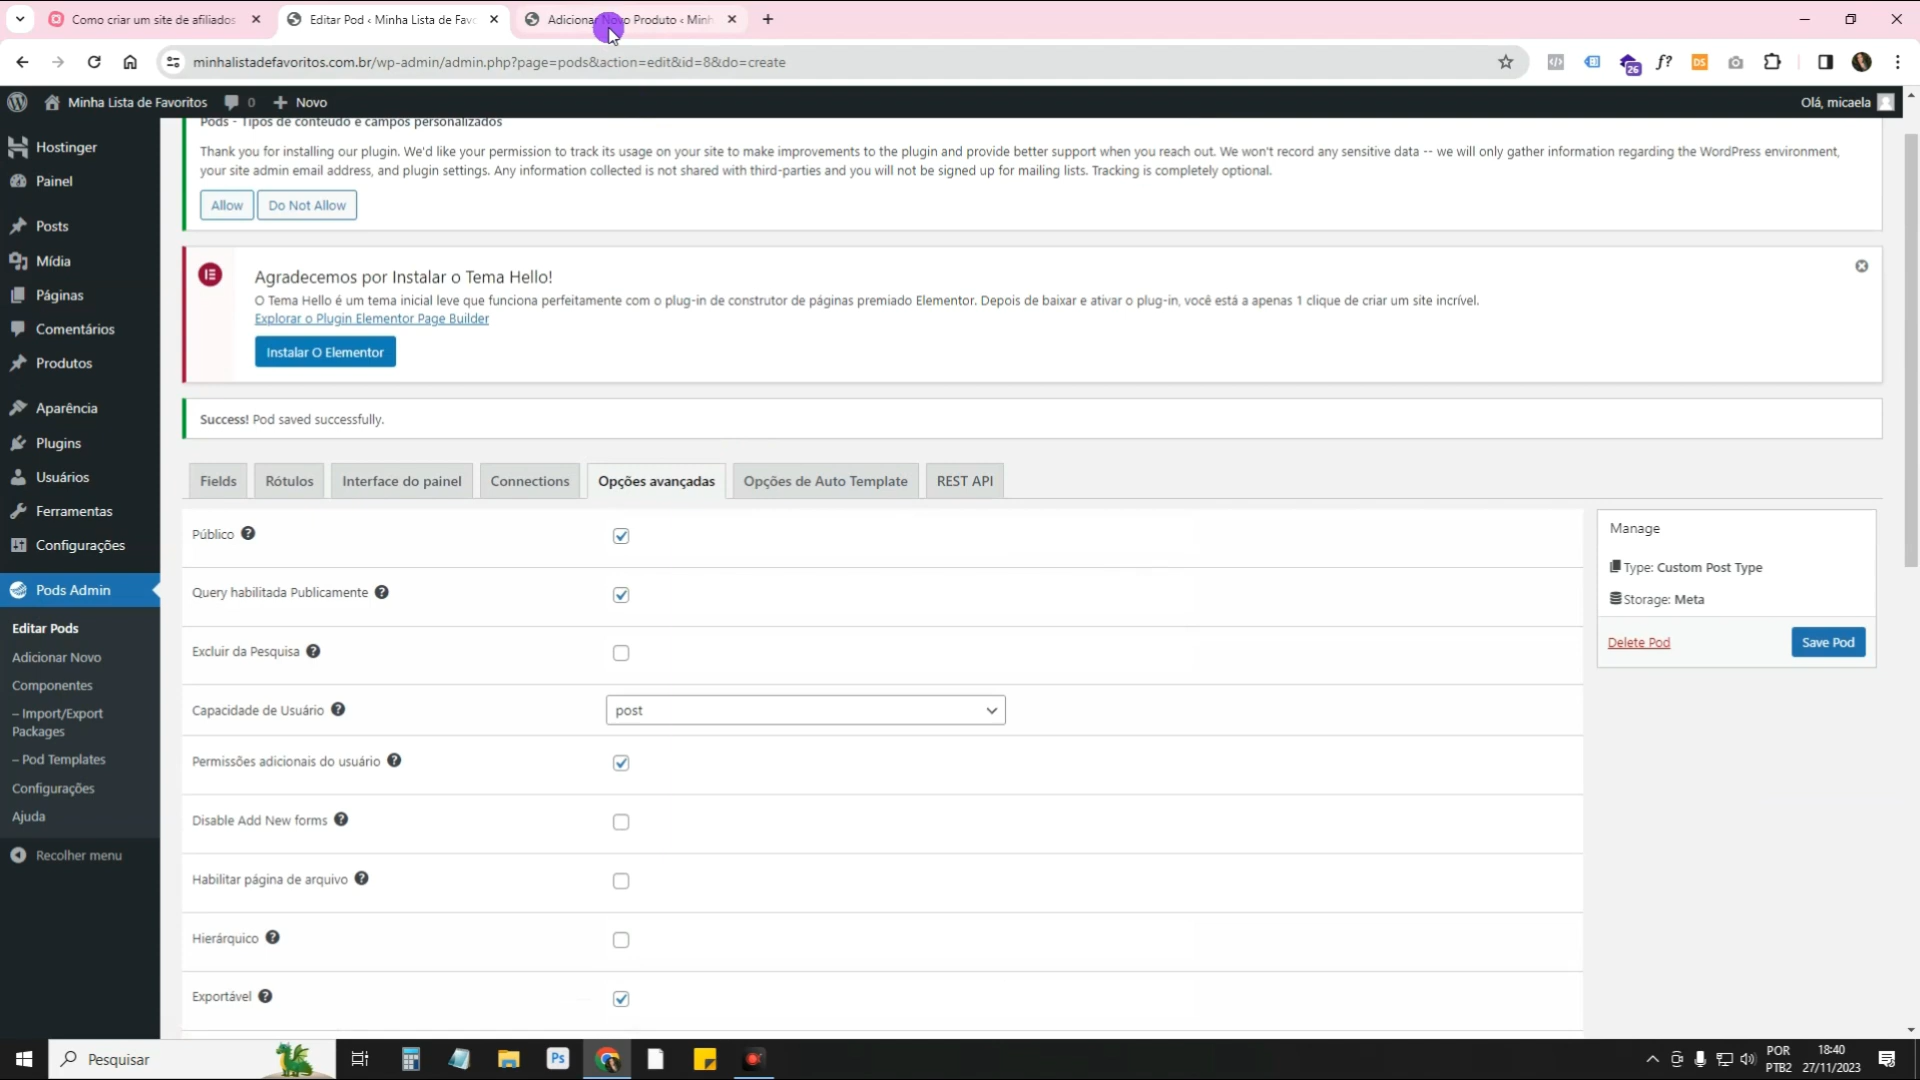 Como criar um site de afiliados
Editar Pod ‹ Minha Lista de Favo
Adicionar Novo Produto ‹ Minh
minhalistadefavoritos.com.br/wp-admin/admin.php?page=pods&action=edit&id=8&do=create
26
f?
DS
Minha Lista de Favoritos
0
Novo
Olá, micaela
Hostinger
Painel
Posts
Mídia
Páginas
Comentários
Produtos
Aparência
Plugins
Usuários
Ferramentas
Configurações
Pods Admin
Editar Pods
Adicionar Novo
Componentes
– Import/Export
Packages
– Pod Templates
Configurações
Ajuda
Recolher menu
Pods - Tipos de conteúdo e campos personalizados
Thank you for installing our plugin. We'd like your permission to track its usage on your site to make improvements to the plugin and provide better support when you reach out. We won't record any sensitive data -- we will only gather information regarding the WordPress environment,
your site admin email address, and plugin settings. Any information collected is not shared with third-parties and you will not be signed up for mailing lists. Tracking is completely optional.
Allow
Do Not Allow
Agradecemos por Instalar o Tema Hello!
O Tema Hello é um tema inicial leve que funciona perfeitamente com o plug-in de construtor de páginas premiado Elementor. Depois de baixar e ativar o plug-in, você está a apenas 1 clique de criar um site incrível.
Explorar o Plugin Elementor Page Builder
Instalar O Elementor
Success! Pod saved successfully.
Fields
Rótulos
Interface do painel
Connections
Opções avançadas
Opções de Auto Template
REST API
Público
Query habilitada Publicamente
Excluir da Pesquisa
Capacidade de Usuário
post
Permissões adicionais do usuário
Disable Add New forms
Habilitar página de arquivo
Hierárquico
Exportável
Manage
Type: Custom Post Type
Storage: Meta
Delete Pod
Save Pod
Pesquisar
Ps
POR
PTB2
18:40
27/11/2023